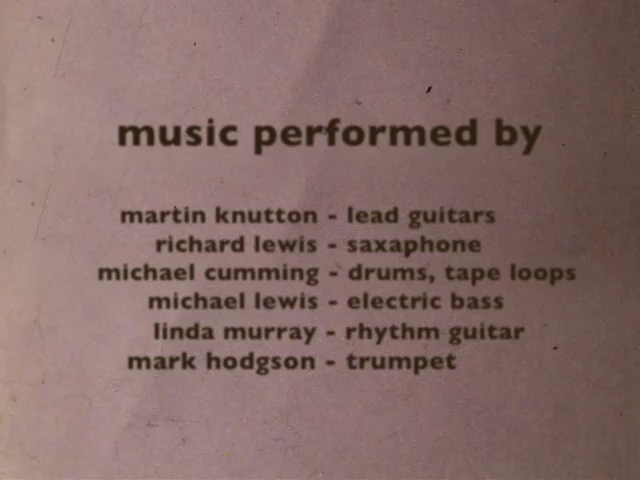 music performed by
martin knutton - lead guitars
richard lewis - saxaphone
michael cumming - drums, tape loops
michael lewis - electric bass
linda murray - rhythm guitar
mark hodgson - trumpet